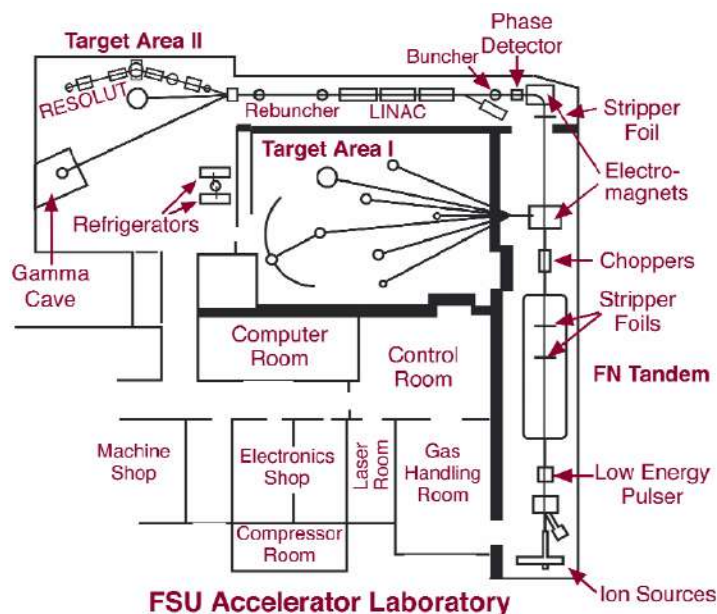 Phase
Detector
Target Area II
Buncher
RESOLUT
Rebuncher
LINAC
Stripper
Foil
Target Area I
Electro-
magnets
Refrigerators
Gamma
Cave
Choppers
Stripper
Foils
Computer
Room
Control
Room
FN Tandem
Machine
Shop
Electronics
Shop
Laser
Room
Gas
Handling
Room
Low Energy
Pulser
Compressor
Room
Ion Sources
FSU Accelerator Laboratory